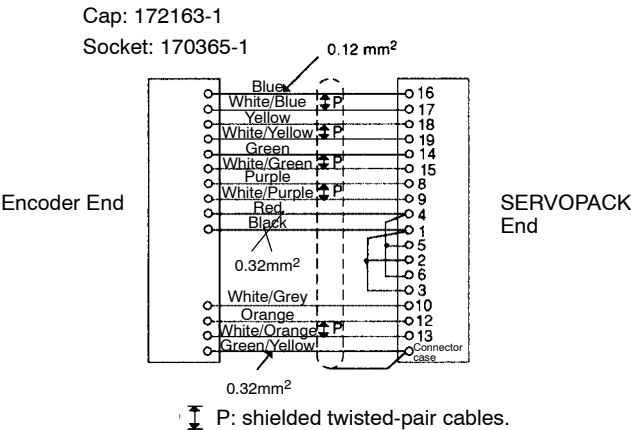 Cap: 172163-1
Socket: 170365-1
0.12 mm2
Blue
16
White/Blue
P
17
Yellow
18
White/Yellow
P
19
Green
14
White/Green
P
15
Purple
8
Encoder End
White/Purple
P
9
SERVOPACK
End
Red
4
Black
1
5
0.32mm2
2
6
3
White/Grey
10
Orange
12
White/Orange
P
13
Green/Yellow
Connector
case
0.32mm2
P: shielded twisted-pair cables.